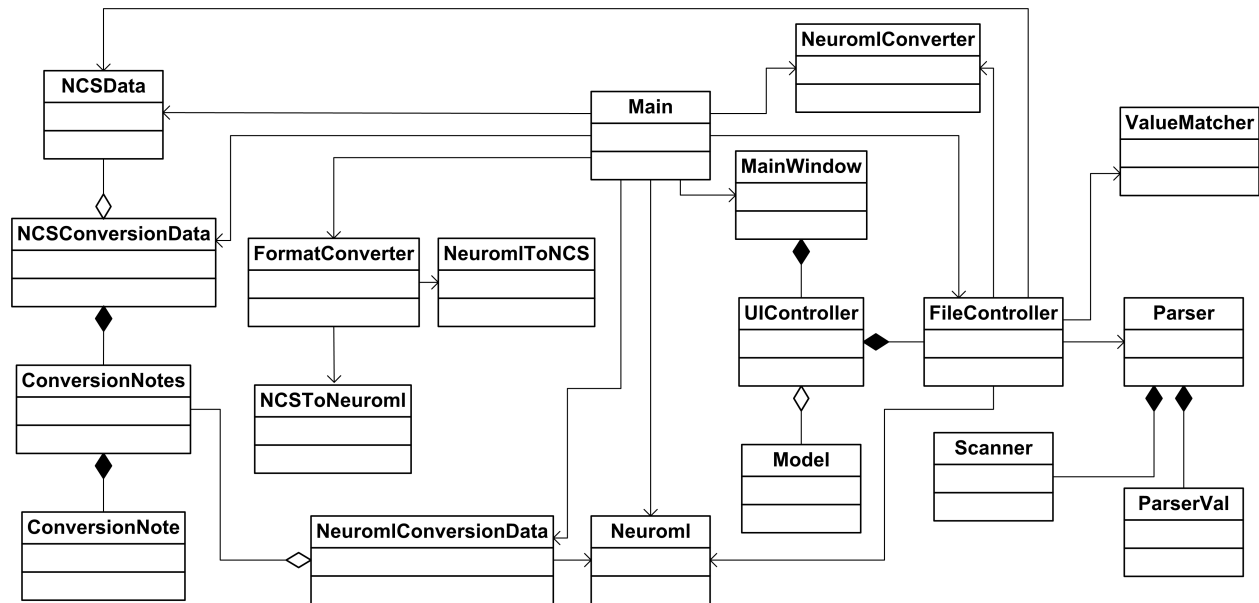 NeuromlConverter
NCSData
Main
ValueMatcher
MainWindow
NCSConversionData
FormatConverter
NeuromlToNCS
UIController
FileController
Parser
ConversionNotes
NCSToNeuroml
Scanner
Model
ParserVal
ConversionNote
NeuromlConversionData
Neuroml